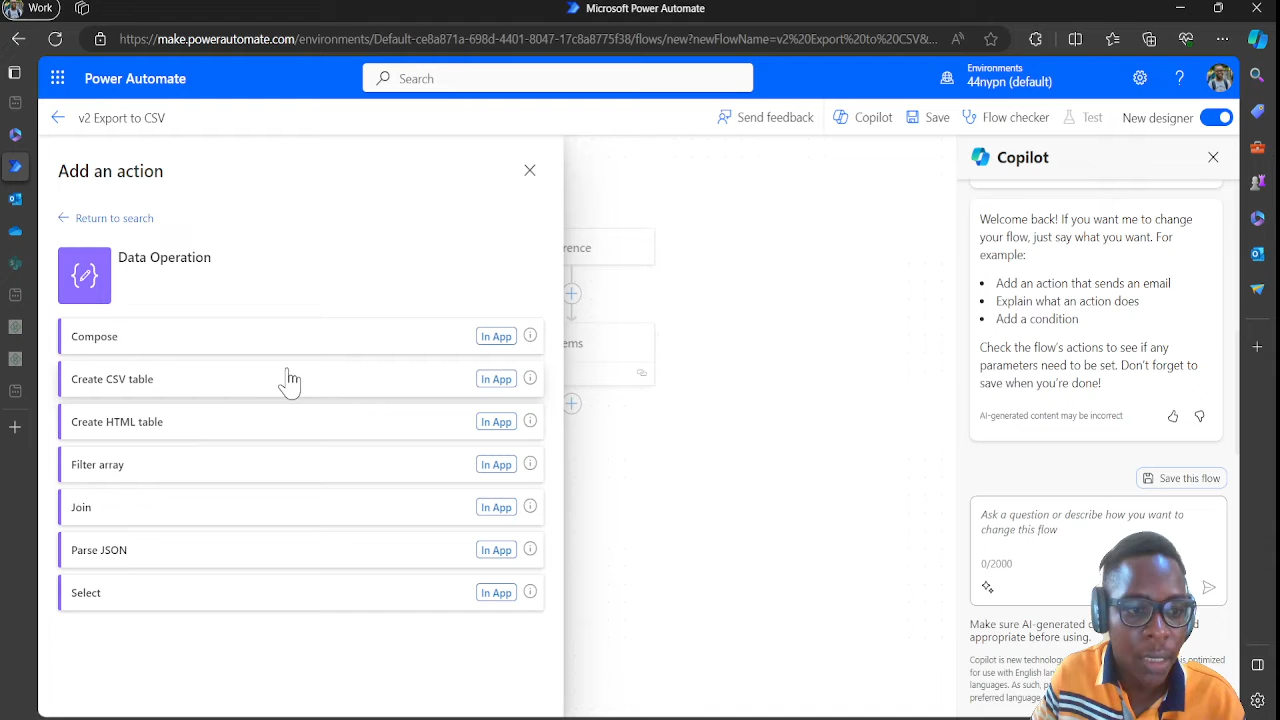 Work
Microsoft Power Automate
https://make.powerautomate.com/environments/Default-ce8a871a-698d-4401-8047-17c8a8775f38/flows/new?newFlowName=v2%20Export%20to%20CSV&...
Power Automate
Search
Environments
44nypn (default)
v2 Export to CSV
Send feedback
Copilot
Save
Flow checker
Test
New designer
Add an action
Return to search
Data Operation
Compose
In App
Create CSV table
In App
Create HTML table
In App
Filter array
In App
Join
In App
Parse JSON
In App
Select
In App
rence
ems
Copilot
Welcome back! If you want me to change
your flow, just say what you want. For
example:
• Add an action that sends an email
• Explain what an action does
• Add a condition
Check the flow's actions to see if any
parameters need to be set. Don't forget to
save when you're done!
AI-generated content may be incorrect
Save this flow
Ask a question or describe how you want to
change this flow
0/2000
Make sure AI-generated
appropriate before using.
Copilot is new technolog
is optimized
for use with English
languages. As such,
preferred language.